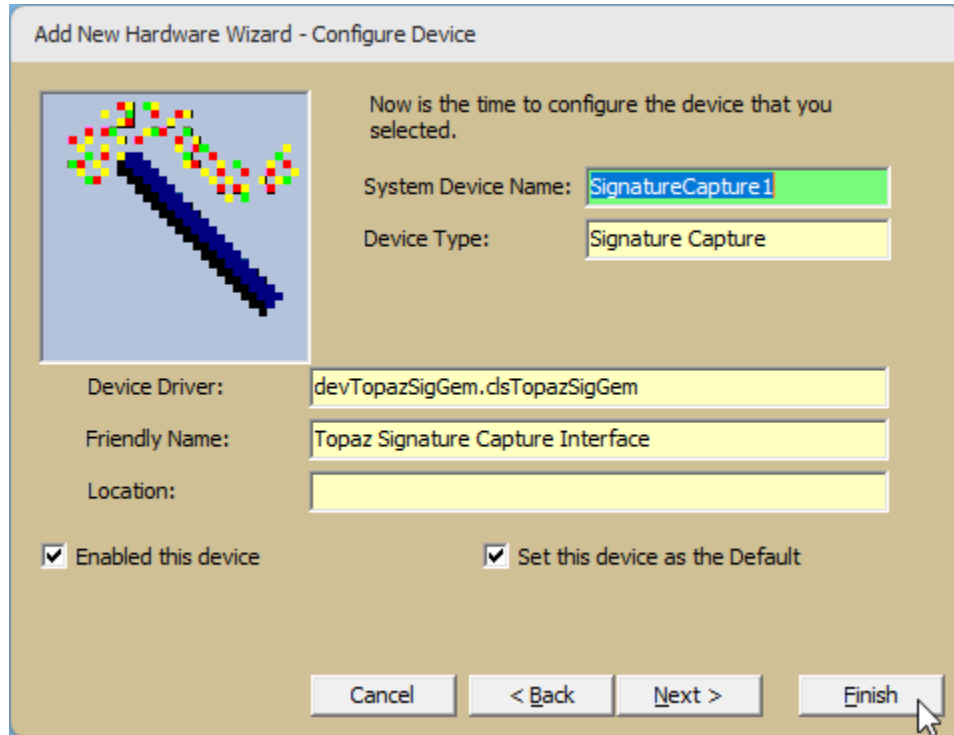 Add New Hardware Wizard - Configure Device
Now is the time to configure the device that you
selected.
System Device Name: SignatureCapture1
Device Type: Signature Capture
Device Driver: devTopazSigGem.clsTopazSigGem
Friendly Name: Topaz Signature Capture Interface
Location:
Enabled this device Set this device as the Default
Cancel < Back Next > Finish